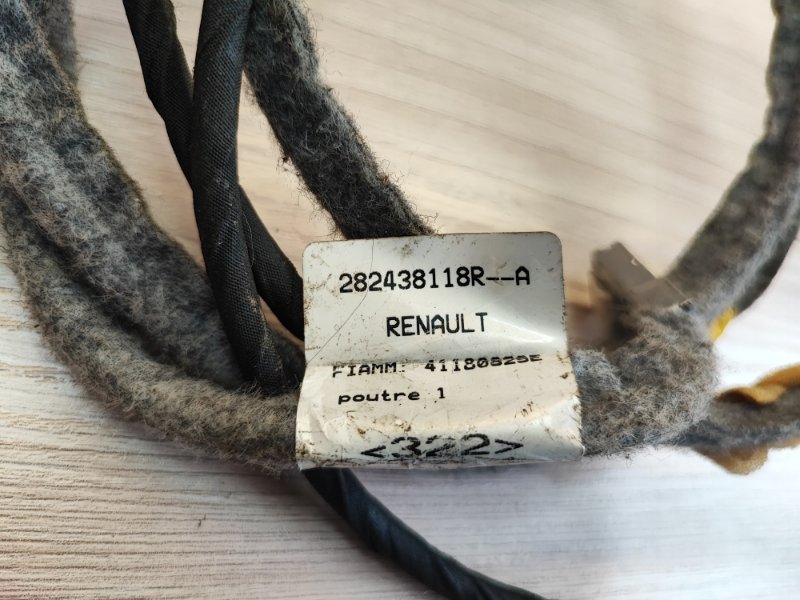 282438118R--A
RENAULT
FIAMM: 41180829E
poutre 1
<322>